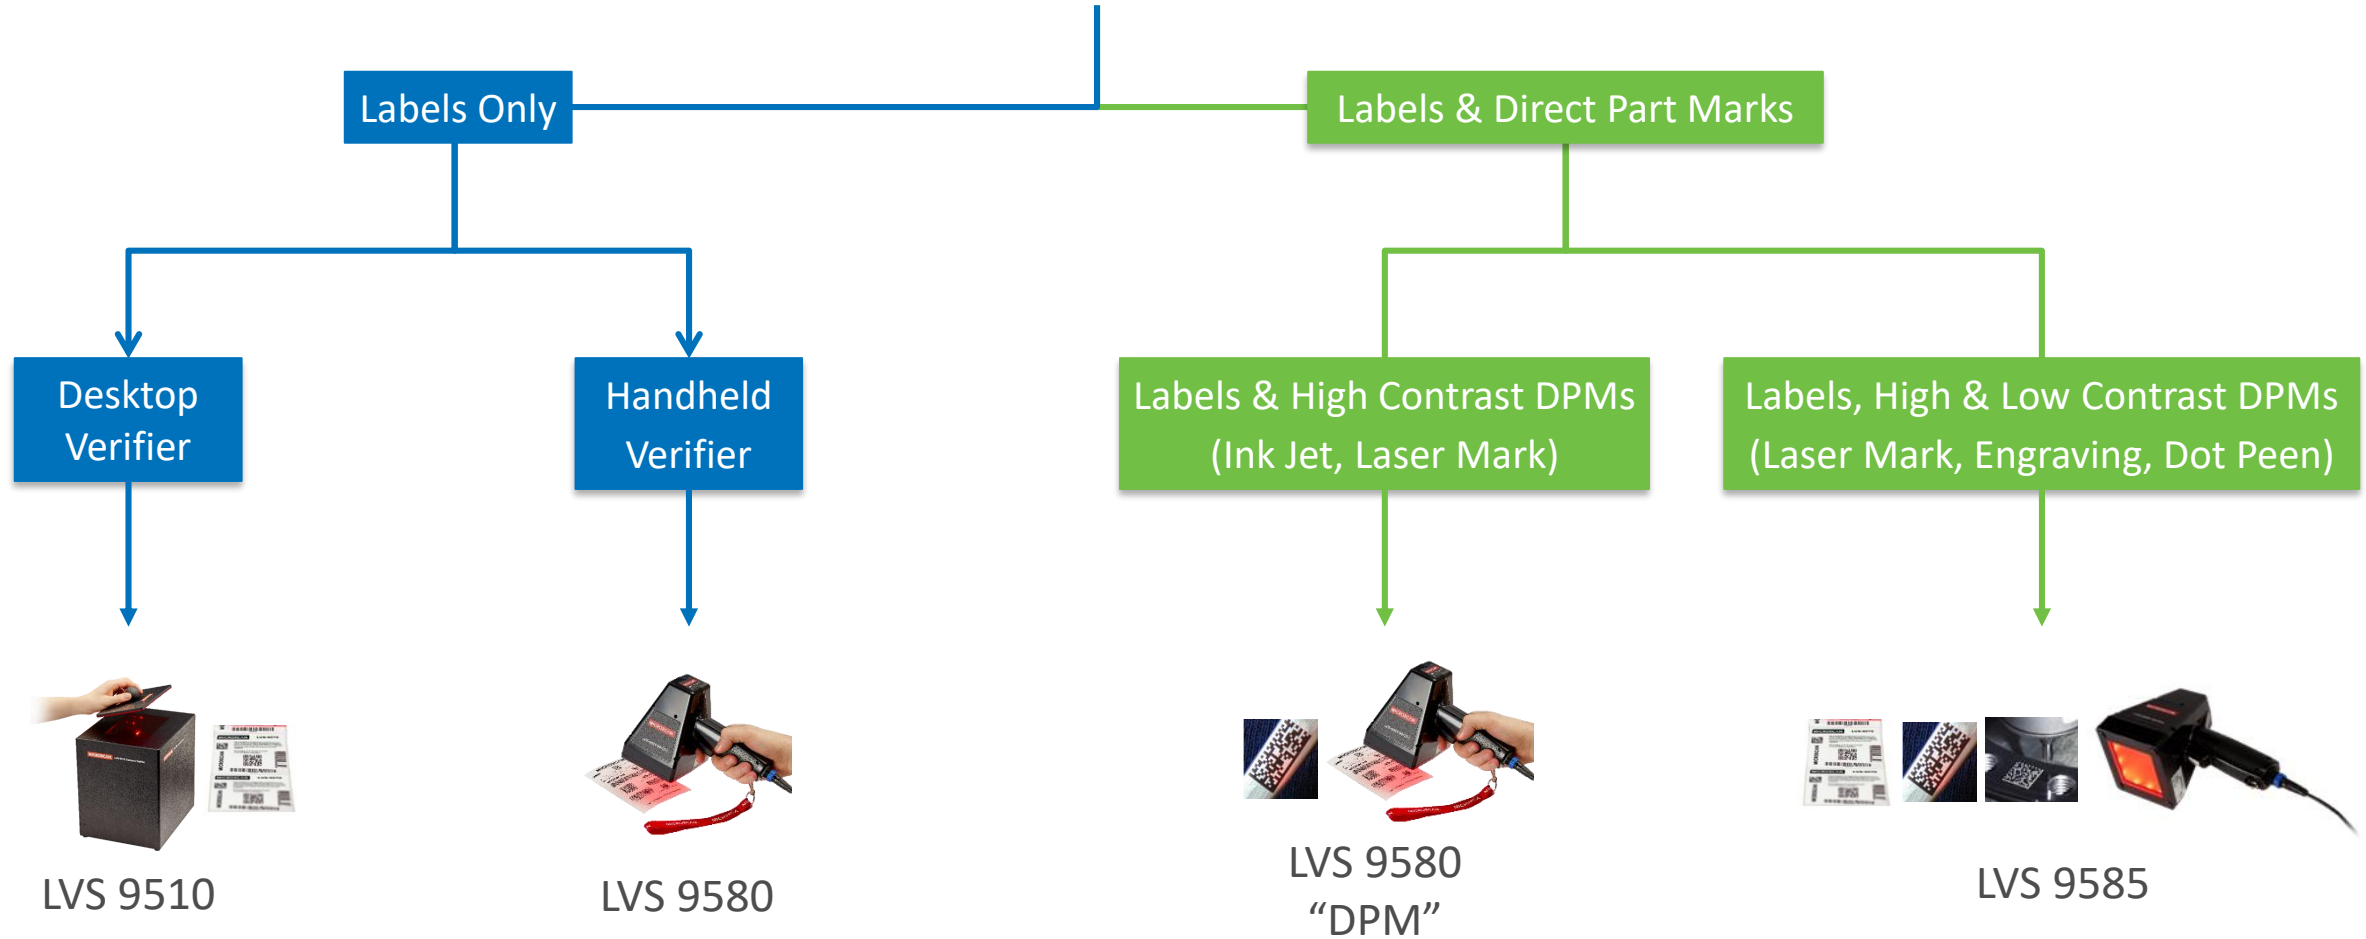 Labels Only
Labels & Direct Part Marks
Desktop
Verifier
Handheld
Verifier
Labels & High Contrast DPMs
(Ink Jet, Laser Mark)
Labels, High & Low Contrast DPMs
(Laser Mark, Engraving, Dot Peen)
LVS 9510
LVS 9580
LVS 9580
“DPM”
LVS 9585